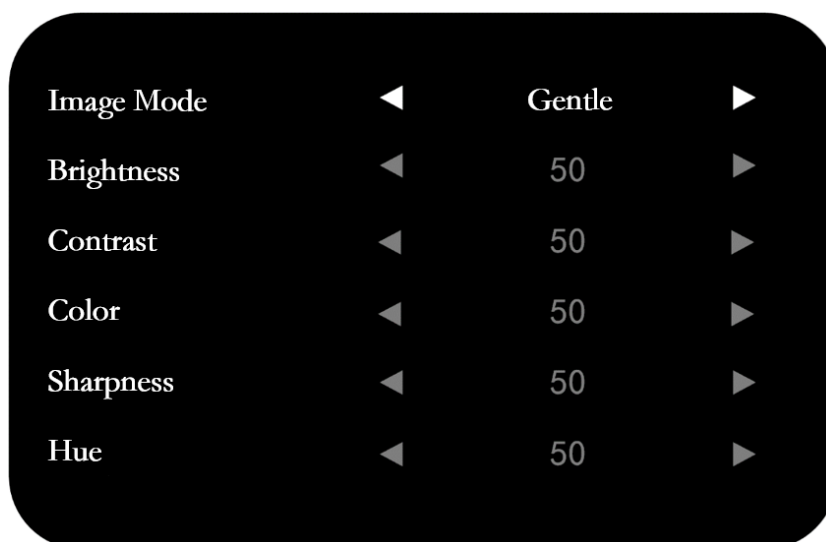 Image Mode Gentle
Brightness 50
Contrast 50
Color 50
Sharpness 50
Hue 50